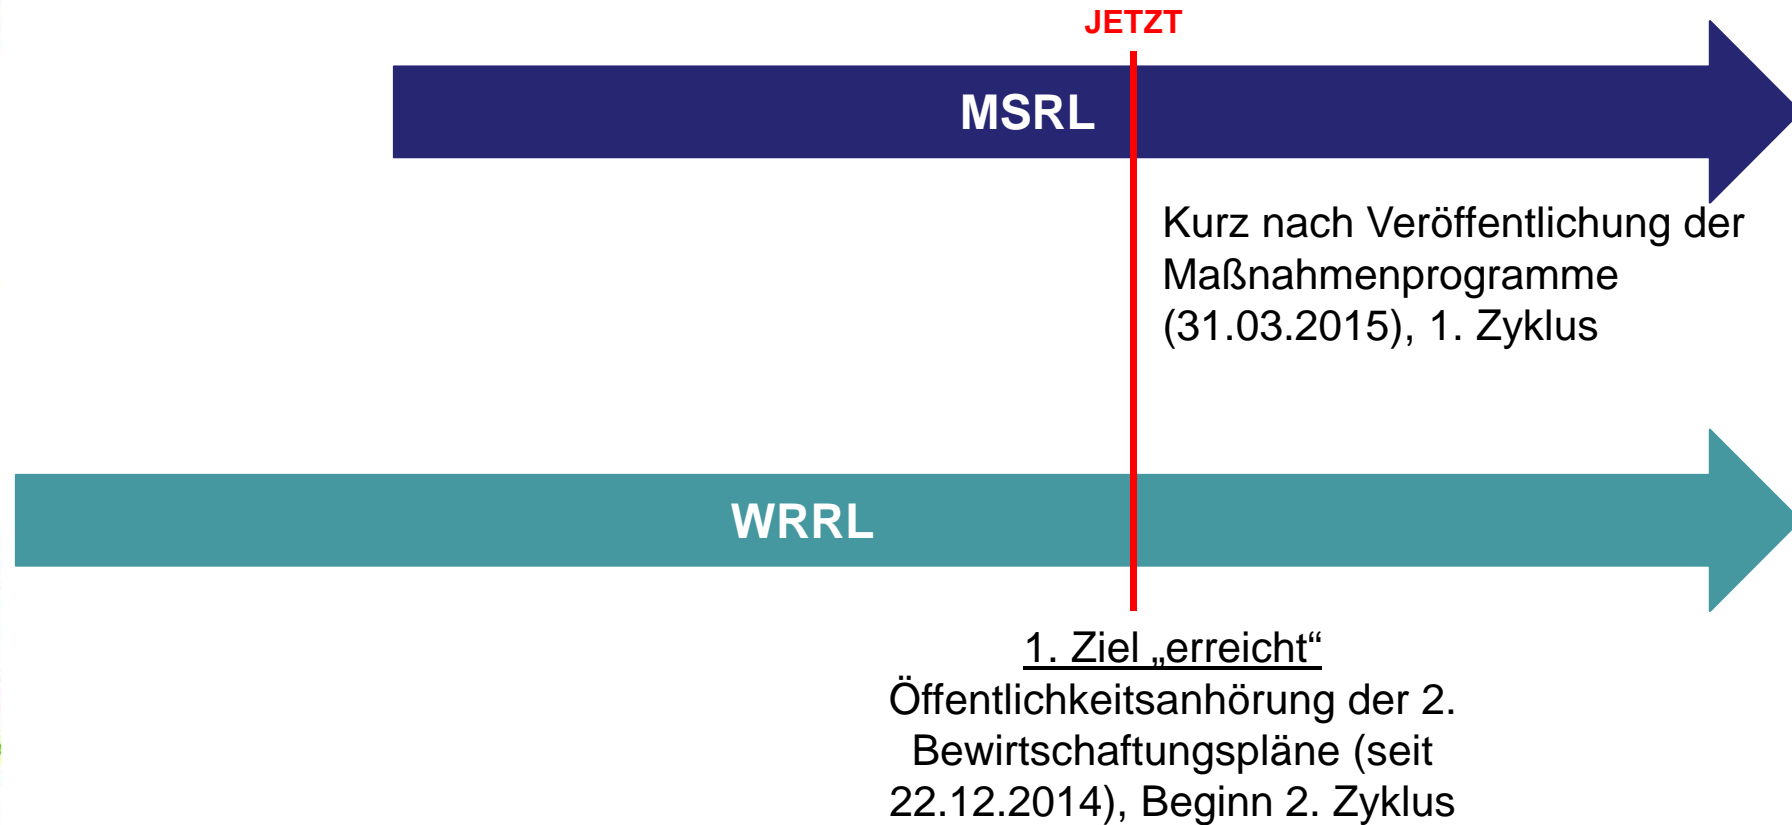 JETZT
MSRL
Kurz nach Veröffentlichung der
Maßnahmenprogramme
(31.03.2015), 1. Zyklus
WRRL
1. Ziel „erreicht“
Öffentlichkeitsanhörung der 2.
Bewirtschaftungspläne (seit
22.12.2014), Beginn 2. Zyklus